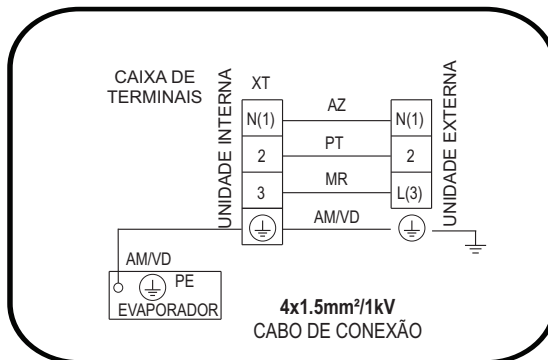 CAIXA DE
TERMINAIS
UNIDADE INTERNA
XT
UNIDADE EXTERNA
N(1)
AZ
N(1)
2
PT
2
3
MR
L(3)
AM/VD
AM/VD
PE
EVAPORADOR
4x1.5mm²/1kV
CABO DE CONEXÃO